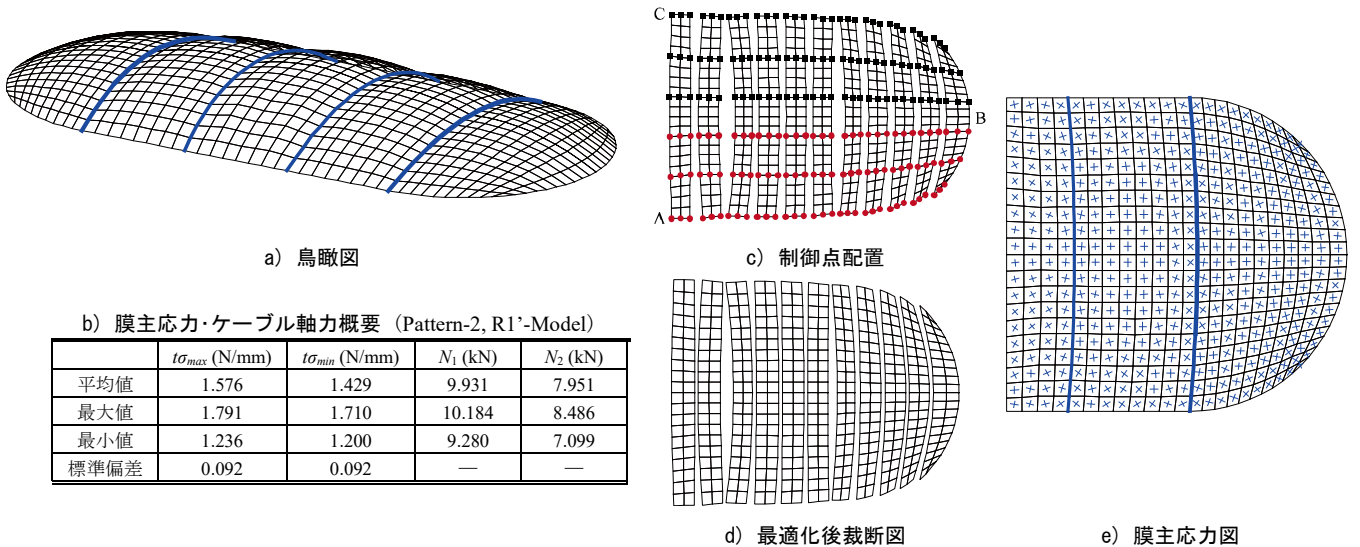 a) 鳥瞰図
b) 膜主応力・ケーブル軸力概要 (Pattern-2, R1’-Model)
tσmax (N/mm) tσmin (N/mm) N1 (kN) N2 (kN)
平均値 1.576 1.429 9.931 7.951
最大値 1.791 1.710 10.184 8.486
最小値 1.236 1.200 9.280 7.099
標準偏差 0.092 0.092 — —
C
B
A
c) 制御点配置
d) 最適化後裁断図
e) 膜主応力図